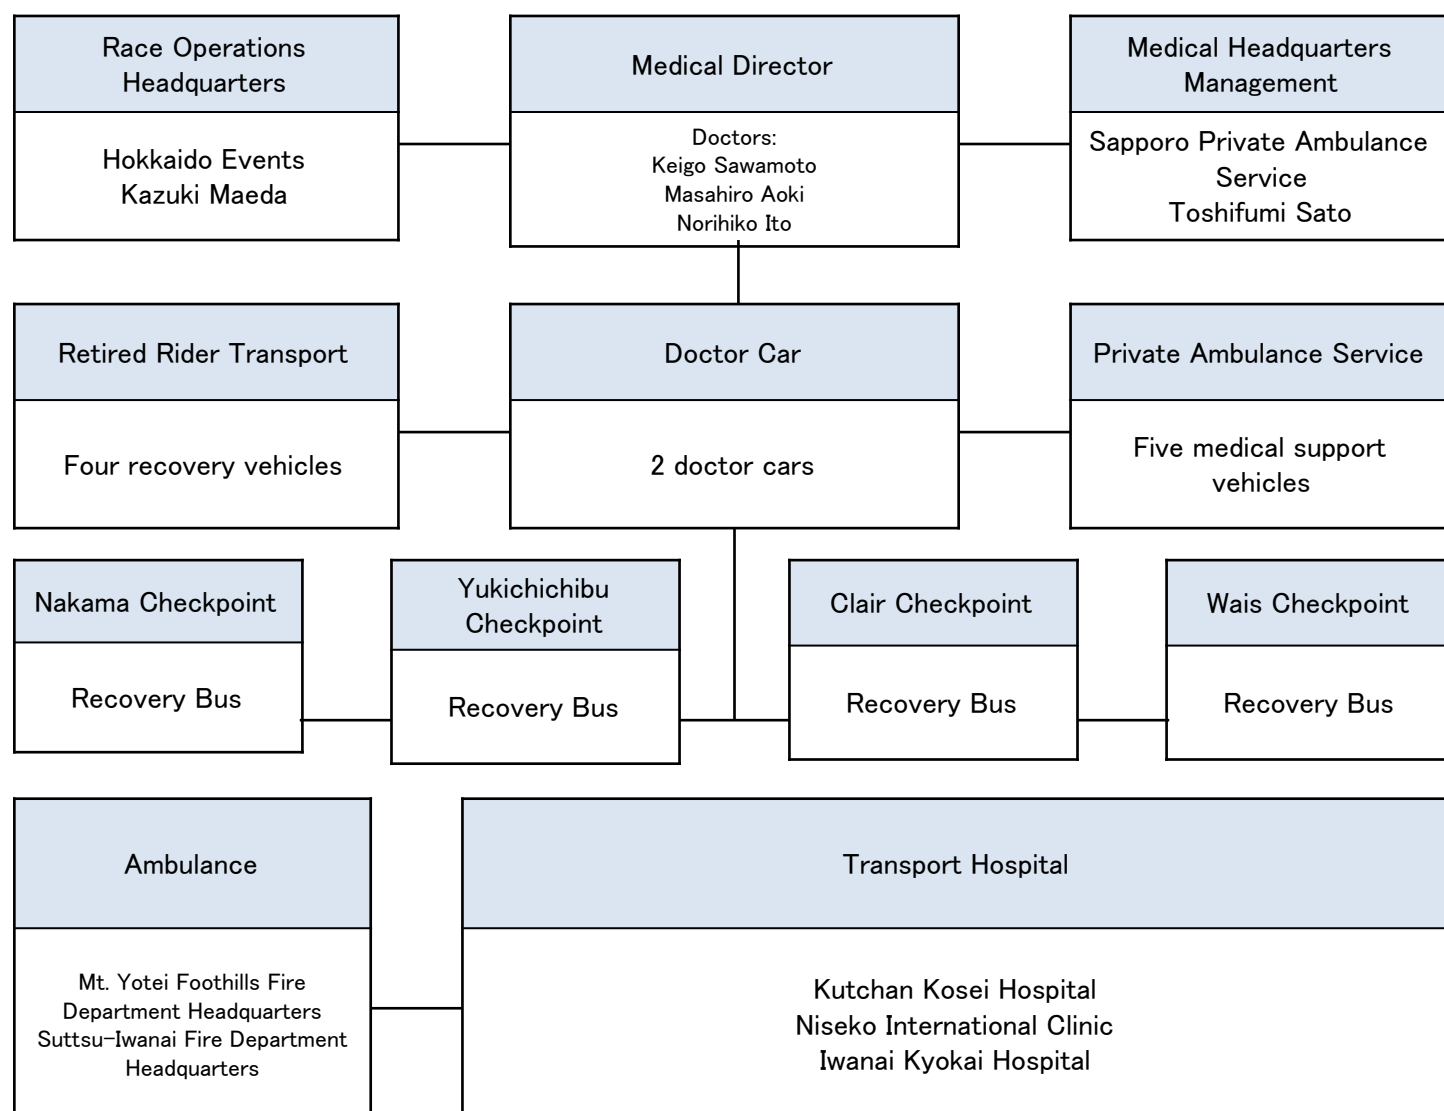 Race Operations
Headquarters
Hokkaido Events
Kazuki Maeda
Medical Director
Doctors:
Keigo Sawamoto
Masahiro Aoki
Norihiko Ito
Medical Headquarters
Management
Sapporo Private Ambulance
Service
Toshifumi Sato
Retired Rider Transport
Four recovery vehicles
Doctor Car
2 doctor cars
Private Ambulance Service
Five medical support
vehicles
Nakama Checkpoint
Recovery Bus
Yukichichibu
Checkpoint
Recovery Bus
Clair Checkpoint
Recovery Bus
Wais Checkpoint
Recovery Bus
Ambulance
Mt. Yotei Foothills Fire
Department Headquarters
Suttsu-Iwanai Fire Department
Headquarters
Transport Hospital
Kutchan Kosei Hospital
Niseko International Clinic
Iwanai Kyokai Hospital